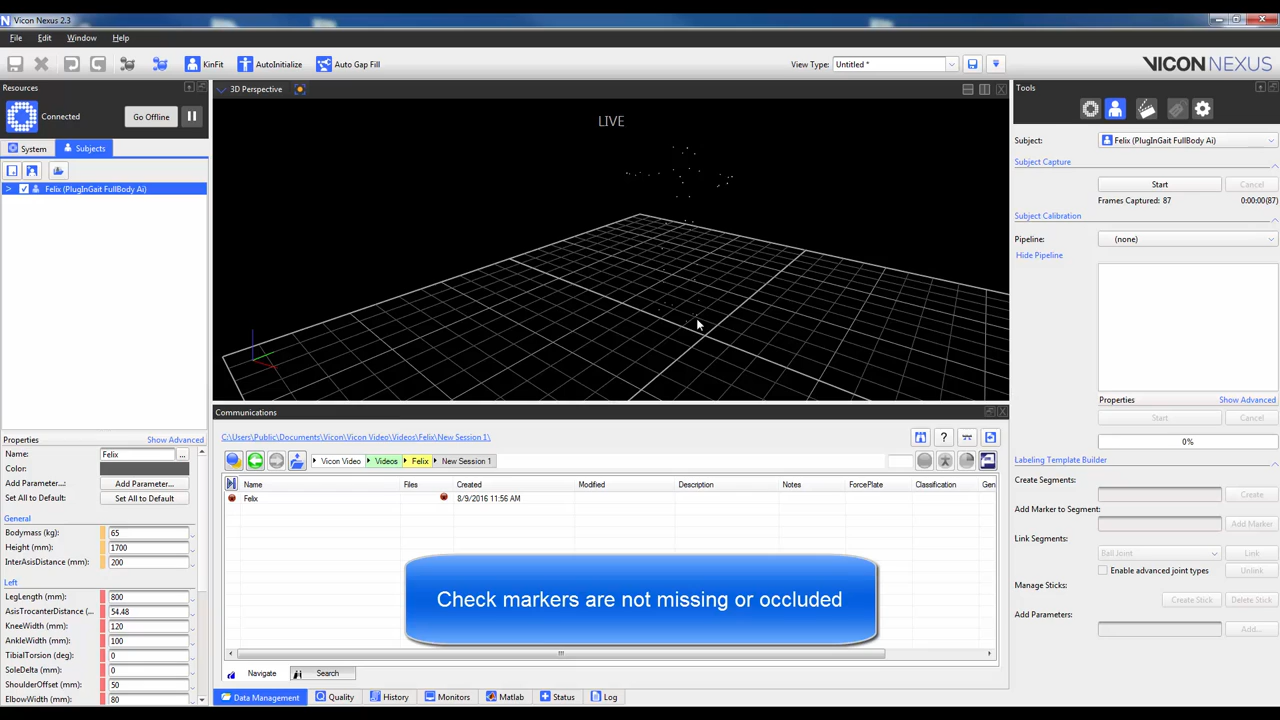 Vicon Nexus 2.3
File Edit Window Help
KinFit AutoInitialize Auto Gap Fill View Type: Untitled * VICON NEXUS
Resources
Connected Go Offline
System Subjects
Felix (PlugInGait FullBody Ai)
3D Perspective
LIVE
Tools
Subject: Felix (PlugInGait FullBody Ai)
Subject Capture
Start Cancel
Frames Captured: 87 0:00:00(87)
Subject Calibration
Pipeline: (none)
Hide Pipeline
Properties Show Advanced
Start Cancel
0%
Labeling Template Builder
Create Segments:
Create
Add Marker to Segment:
Add Marker
Link Segments:
Ball Joint Link
Enable advanced joint types Unlink
Manage Sticks:
Create Stick Delete Stick
Add Parameters:
Add...
Properties Show Advanced
Name: Felix ...
Color:
Add Parameter... Add Parameter...
Set All to Default: Set All to Default
General
Bodymass (kg): 65
Height (mm): 1700
InterAsisDistance (mm): 200
Left
LegLength (mm): 800
AsisTrocanterDistance (... 54.48
KneeWidth (mm): 120
AnkleWidth (mm): 100
TibialTorsion (deg): 0
SoleDelta (mm): 0
ShoulderOffset (mm): 50
ElbowWidth (mm): 80
Communications
C:\Users\Public\Documents\Vicon\Vicon Video\Videos\Felix\New Session 1\
Vicon Video Videos Felix New Session 1
Name Files Created Modified Description Notes ForcePlate Classification Gen
Felix 8/9/2016 11:56 AM
Check markers are not missing or occluded
Navigate Search
Data Management Quality History Monitors Matlab Status Log